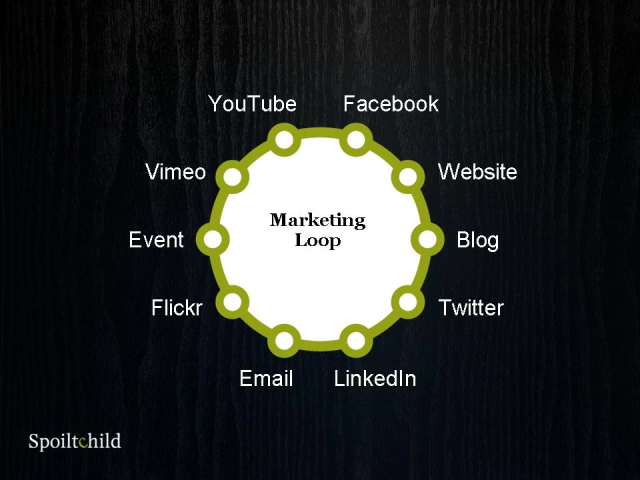 YouTube Facebook
Vimeo Website
Marketing
Loop
Event Blog
Flickr Twitter
Email LinkedIn
Spoiltchild